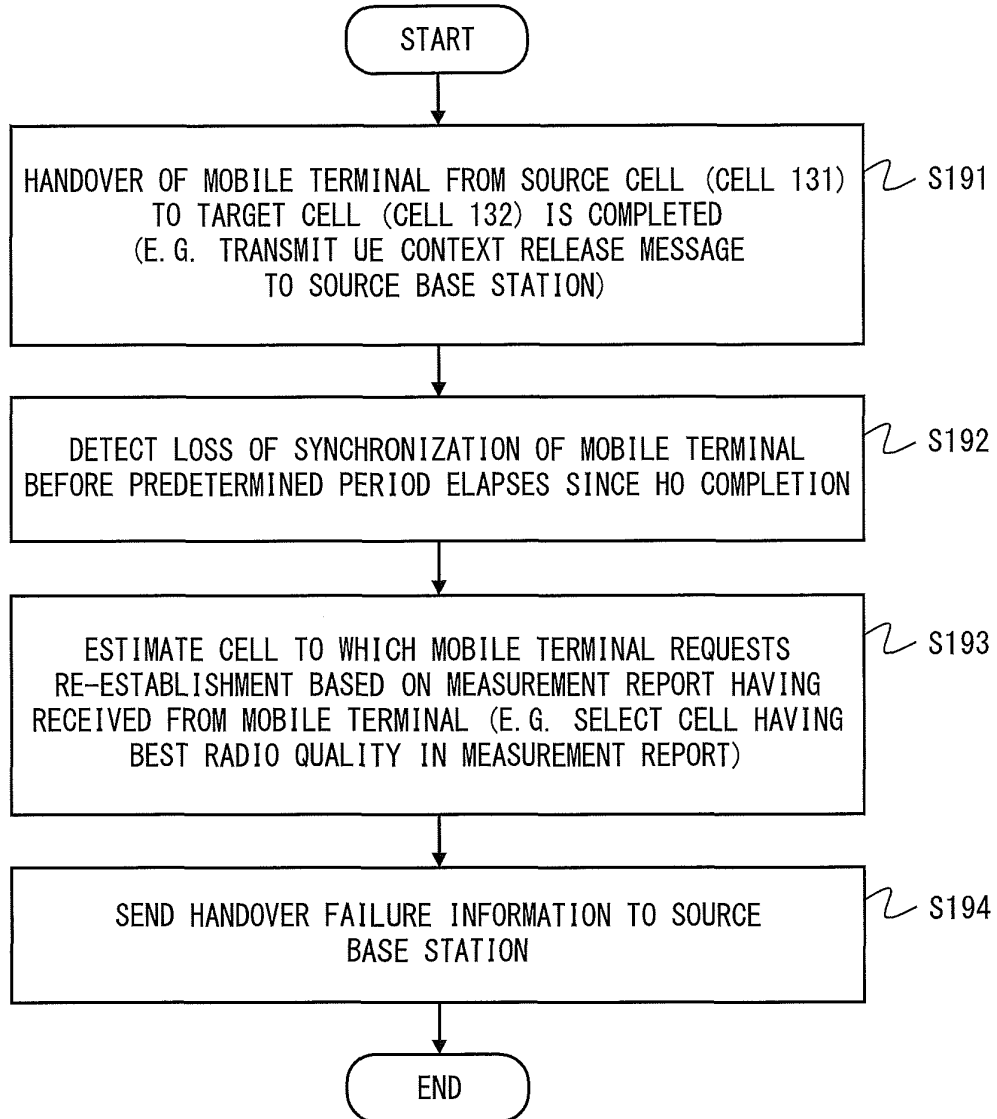 START
HANDOVER OF MOBILE TERMINAL FROM SOURCE CELL (CELL 131)
TO TARGET CELL (CELL 132) IS COMPLETED
(E.G. TRANSMIT UE CONTEXT RELEASE MESSAGE
TO SOURCE BASE STATION)
S191
DETECT LOSS OF SYNCHRONIZATION OF MOBILE TERMINAL
BEFORE PREDETERMINED PERIOD ELAPSES SINCE HO COMPLETION
S192
ESTIMATE CELL TO WHICH MOBILE TERMINAL REQUESTS
RE-ESTABLISHMENT BASED ON MEASUREMENT REPORT HAVING
RECEIVED FROM MOBILE TERMINAL (E.G. SELECT CELL HAVING
BEST RADIO QUALITY IN MEASUREMENT REPORT)
S193
SEND HANDOVER FAILURE INFORMATION TO SOURCE
BASE STATION
S194
END